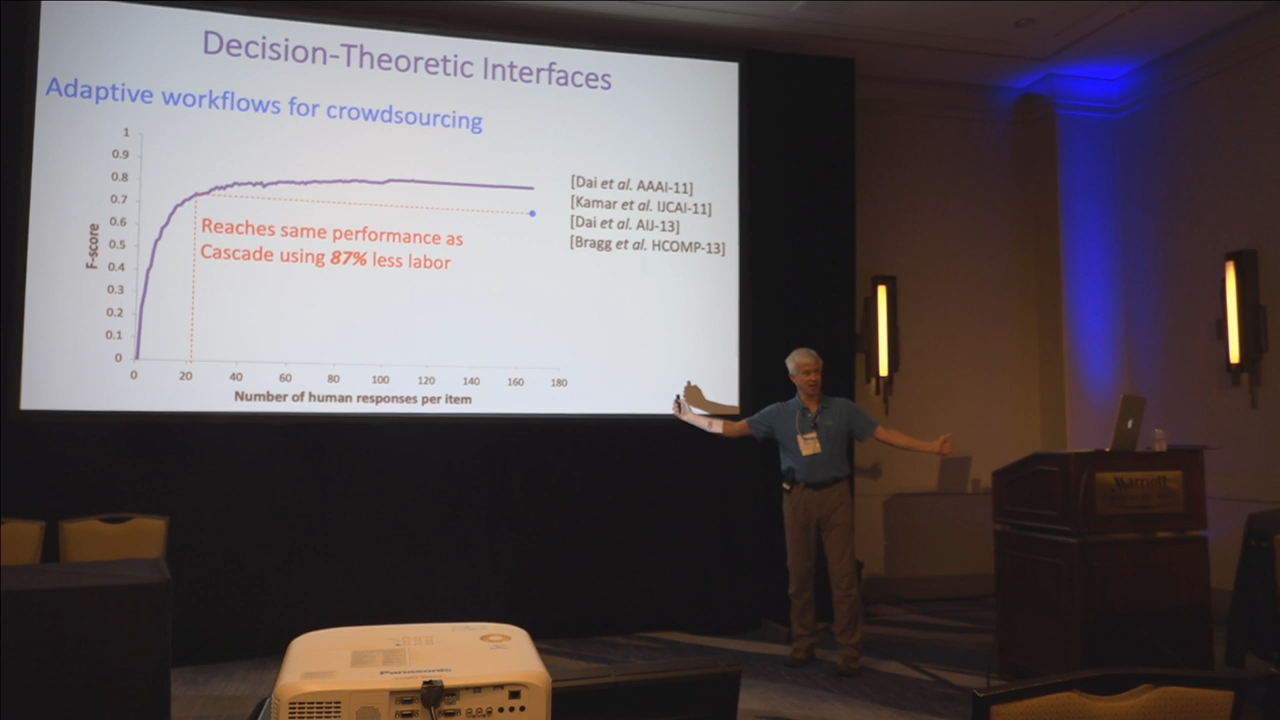 Decision-Theoretic Interfaces
Adaptive workflows for crowdsourcing
1
0.9
0.8
0.7
0.6
0.5
0.4
0.3
0.2
0.1
0
F-score
0 20 40 60 80 100 120 140 160 180
Number of human responses per item
Reaches same performance as
Cascade using 87% less labor
[Dai et al. AAAI-11]
[Kamar et al. IJCAI-11]
[Dai et al. AIJ-13]
[Bragg et al. HCOMP-13]
Marriott
Panasonic